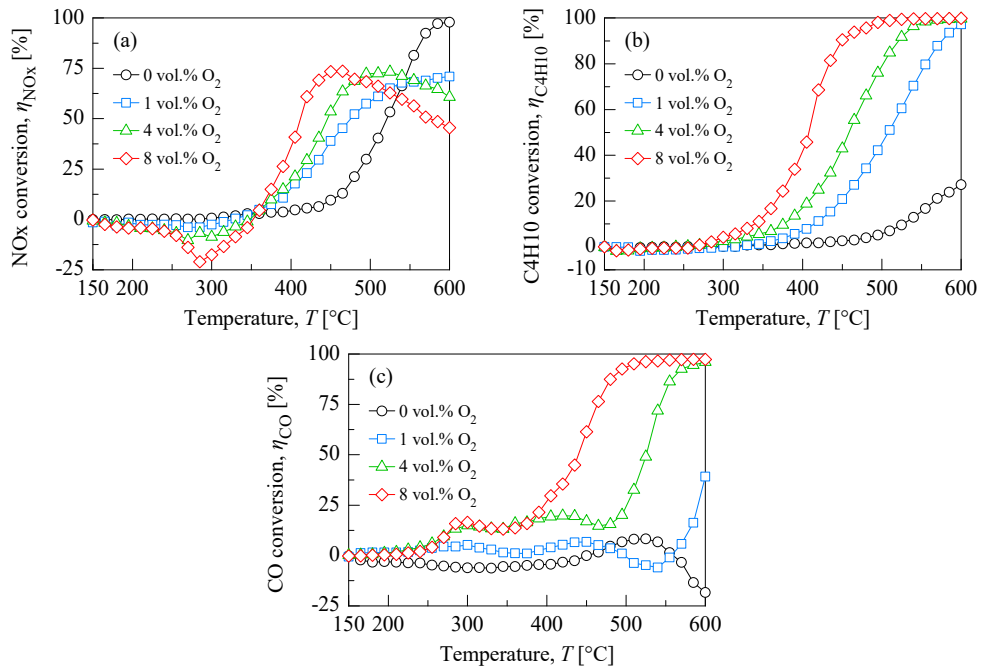 100
75
50
25
0
-25
NOx conversion, ηNOx [%]
(a)
0 vol.% O2
1 vol.% O2
4 vol.% O2
8 vol.% O2
150 200 300 400 500 600
Temperature, T [°C]
100
80
60
40
20
0
-10
C4H10 conversion, ηC4H10 [%]
(b)
0 vol.% O2
1 vol.% O2
4 vol.% O2
8 vol.% O2
150 200 300 400 500 600
Temperature, T [°C]
100
75
50
25
0
-25
CO conversion, ηCO [%]
(c)
0 vol.% O2
1 vol.% O2
4 vol.% O2
8 vol.% O2
150 200 300 400 500 600
Temperature, T [°C]